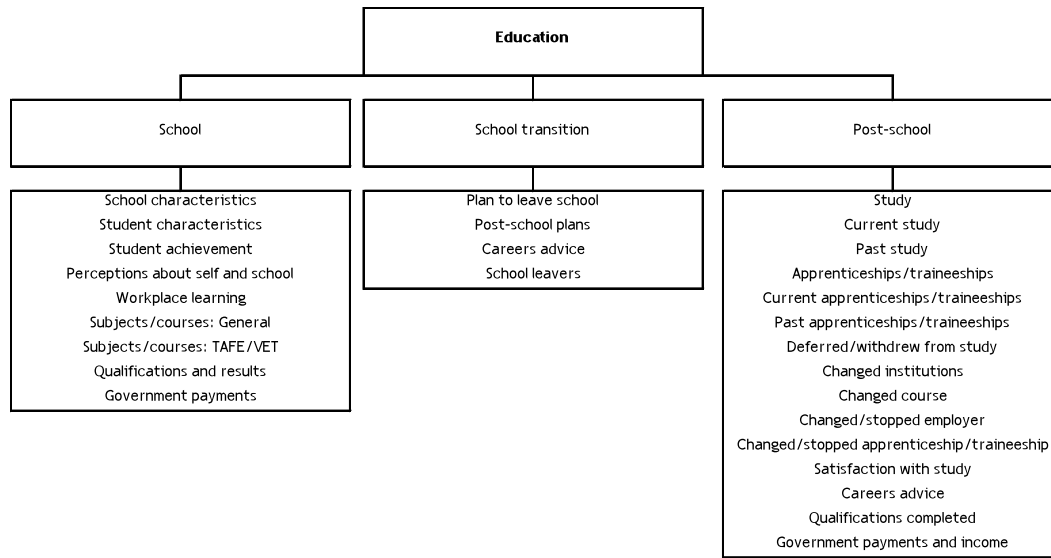 Education
School
School transition
Post-school
School characteristics
Student characteristics
Student achievement
Perceptions about self and school
Workplace learning
Subjects/courses: General
Subjects/courses: TAFE/VET
Qualifications and results
Government payments
Plan to leave school
Post-school plans
Careers advice
School leavers
Study
Current study
Past study
Apprenticeships/traineeships
Current apprenticeships/traineeships
Past apprenticeships/traineeships
Deferred/withdrew from study
Changed institutions
Changed course
Changed/stopped employer
Changed/stopped apprenticeship/traineeship
Satisfaction with study
Careers advice
Qualifications completed
Government payments and income